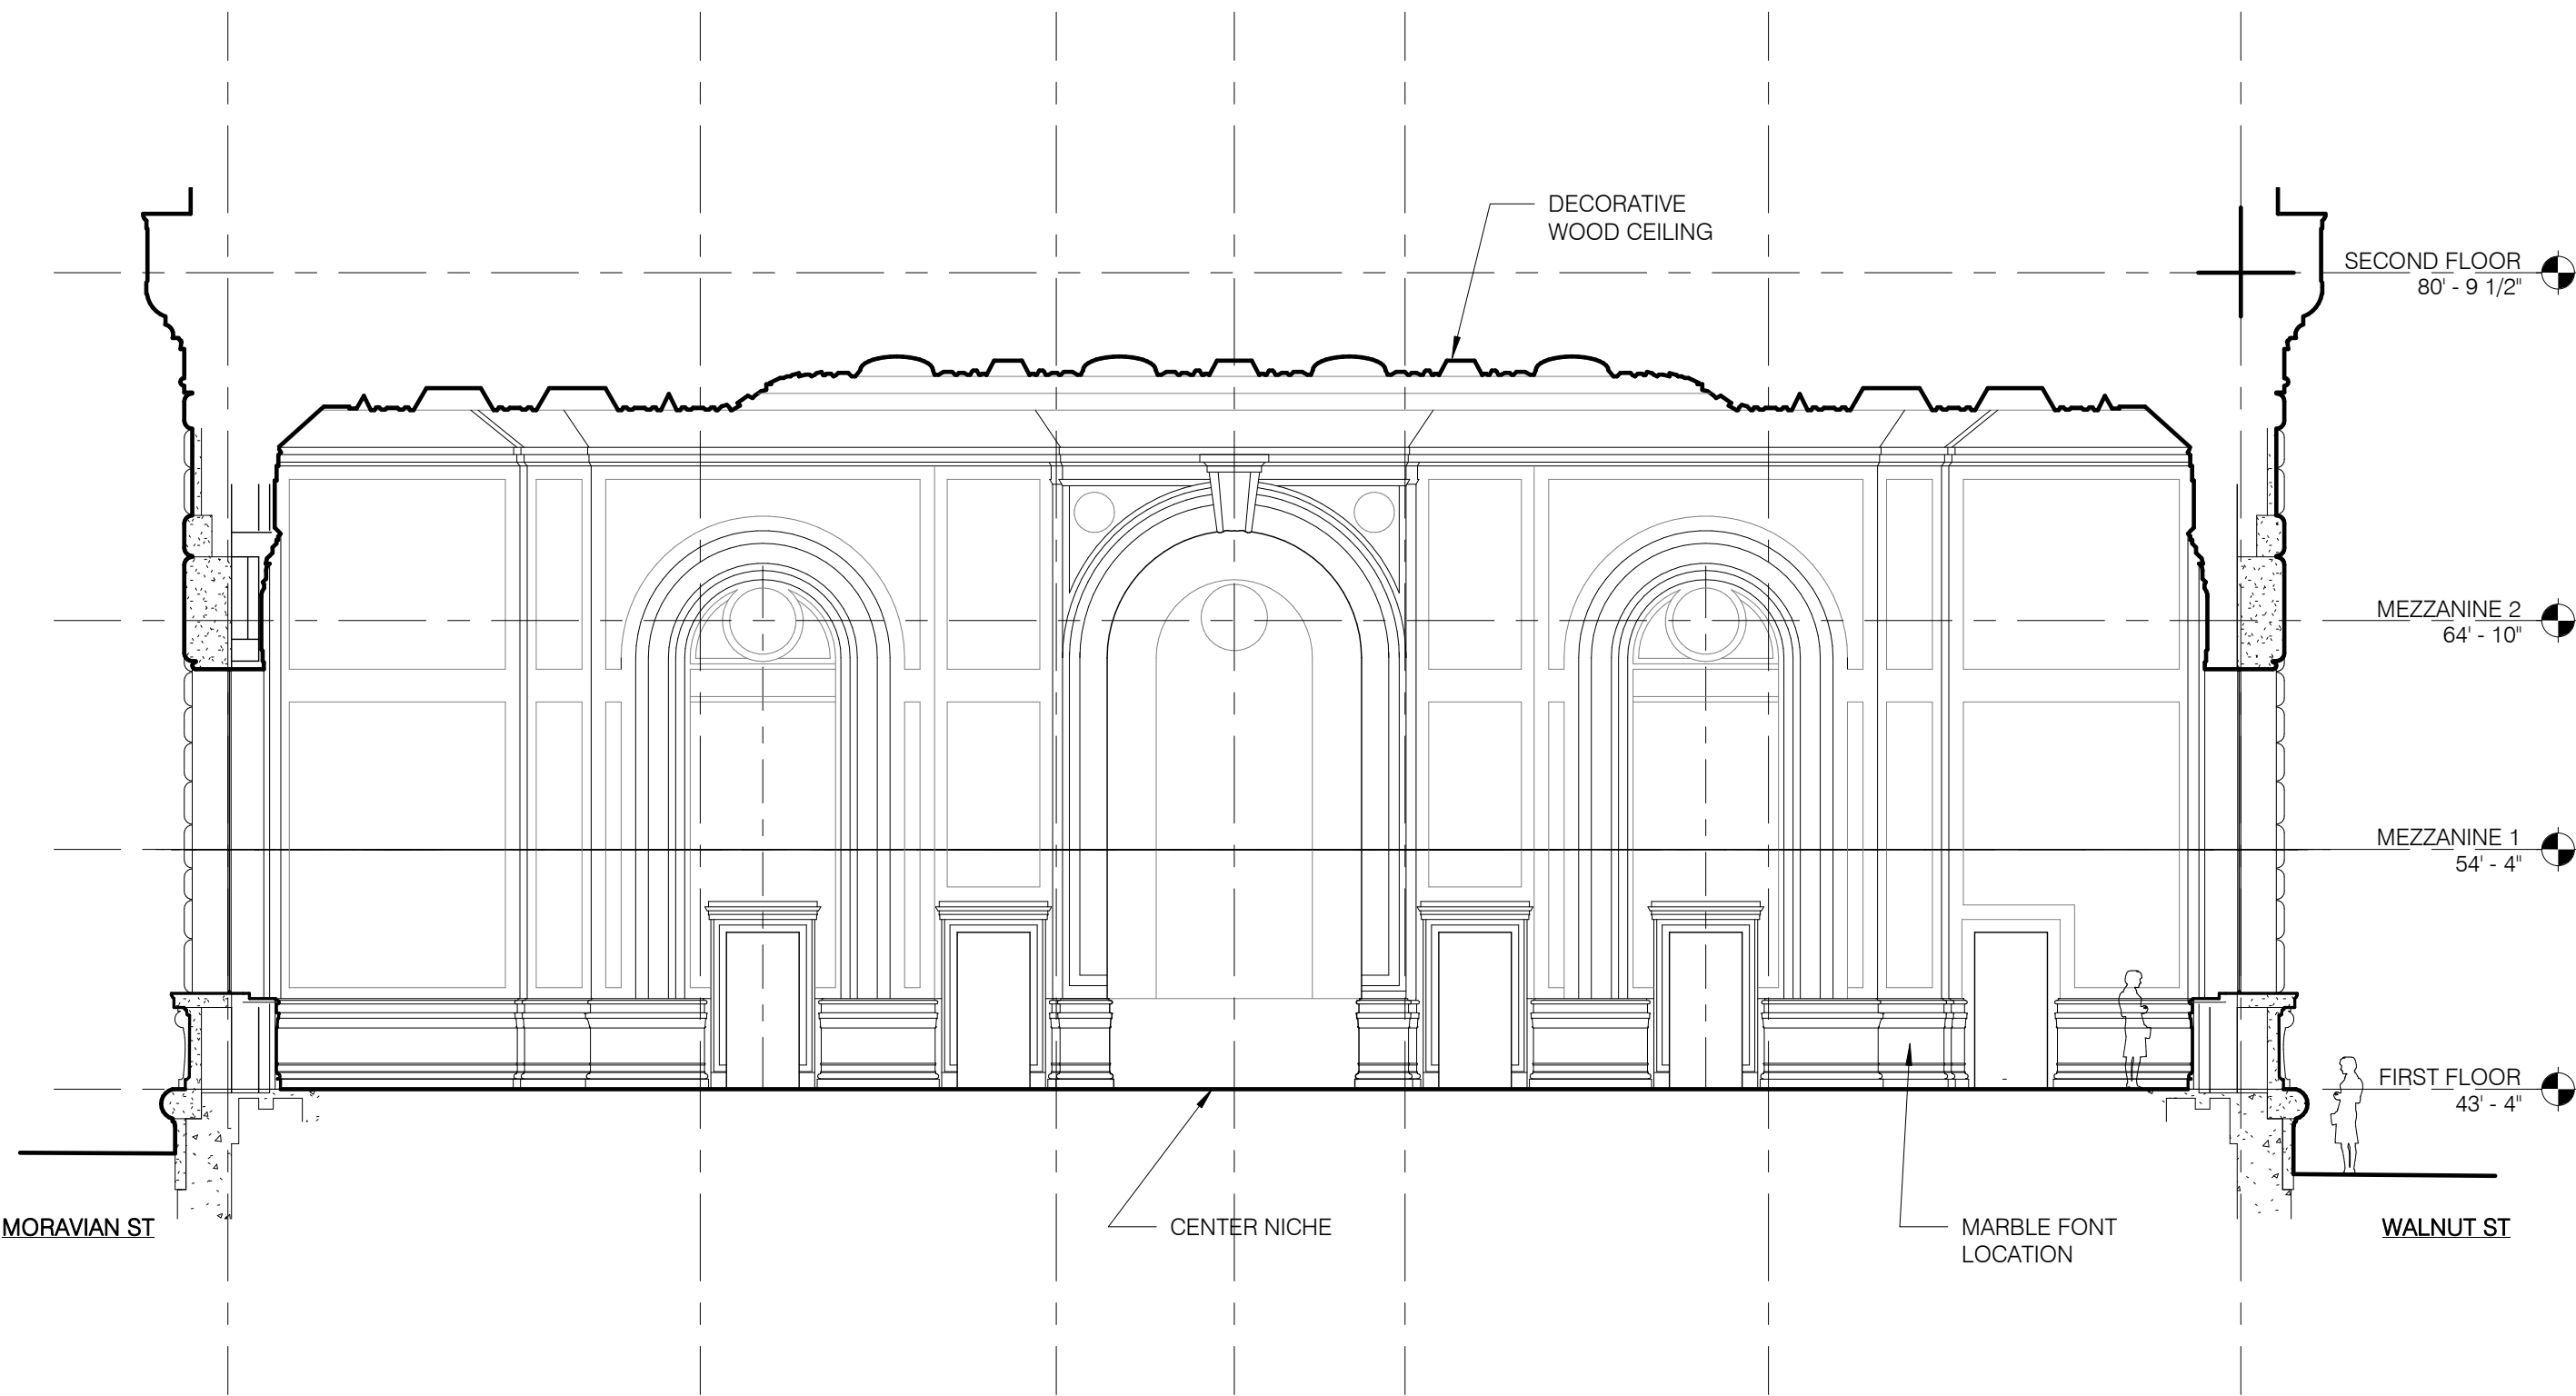 DECORATIVE
WOOD CEILING
SECOND FLOOR
80' - 9 1/2"
MEZZANINE 2
64' - 10"
MEZZANINE 1
54' - 4"
FIRST FLOOR
43' - 4"
MORAVIAN ST
CENTER NICHE
MARBLE FONT
LOCATION
WALNUT ST